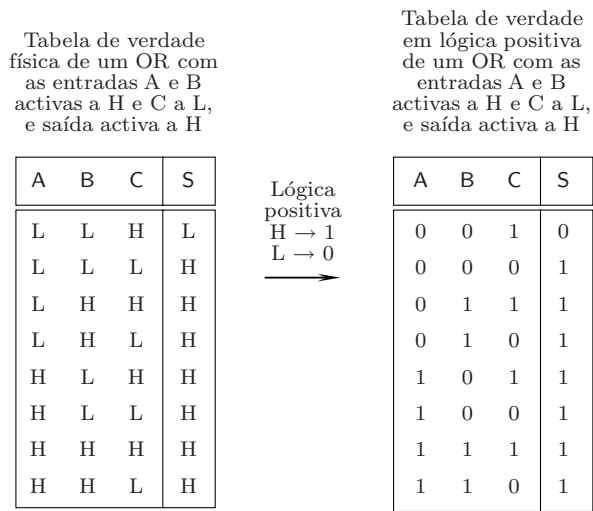 Tabela de verdade
física de um OR com
as entradas A e B
activas a H e C a L,
e saída activa a H
A B C S
L L H L
L L L H
L H H H
L H L H
H L H H
H L L H
H H H H
H H L H
Lógica
positiva
H → 1
L → 0
Tabela de verdade
em lógica positiva
de um OR com as
entradas A e B
activas a H e C a L,
e saída activa a H
A B C S
0 0 1 0
0 0 0 1
0 1 1 1
0 1 0 1
1 0 1 1
1 0 0 1
1 1 1 1
1 1 0 1